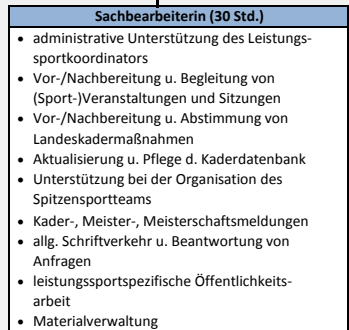 Sachbearbeiterin (30 Std.)
• administrative Unterstützung des Leistungs-
sportkoordinators
• Vor-/Nachbereitung u. Begleitung von
(Sport-)Veranstaltungen und Sitzungen
• Vor-/Nachbereitung u. Abstimmung von
Landeskadermaßnahmen
• Aktualisierung u. Pflege d. Kaderdatenbank
• Unterstützung bei der Organisation des
Spitzensportteams
• Kader-, Meister-, Meisterschaftsmeldungen
• allg. Schriftverkehr u. Beantwortung von
Anfragen
• leistungssportspezifische Öffentlichkeits-
arbeit
• Materialverwaltung